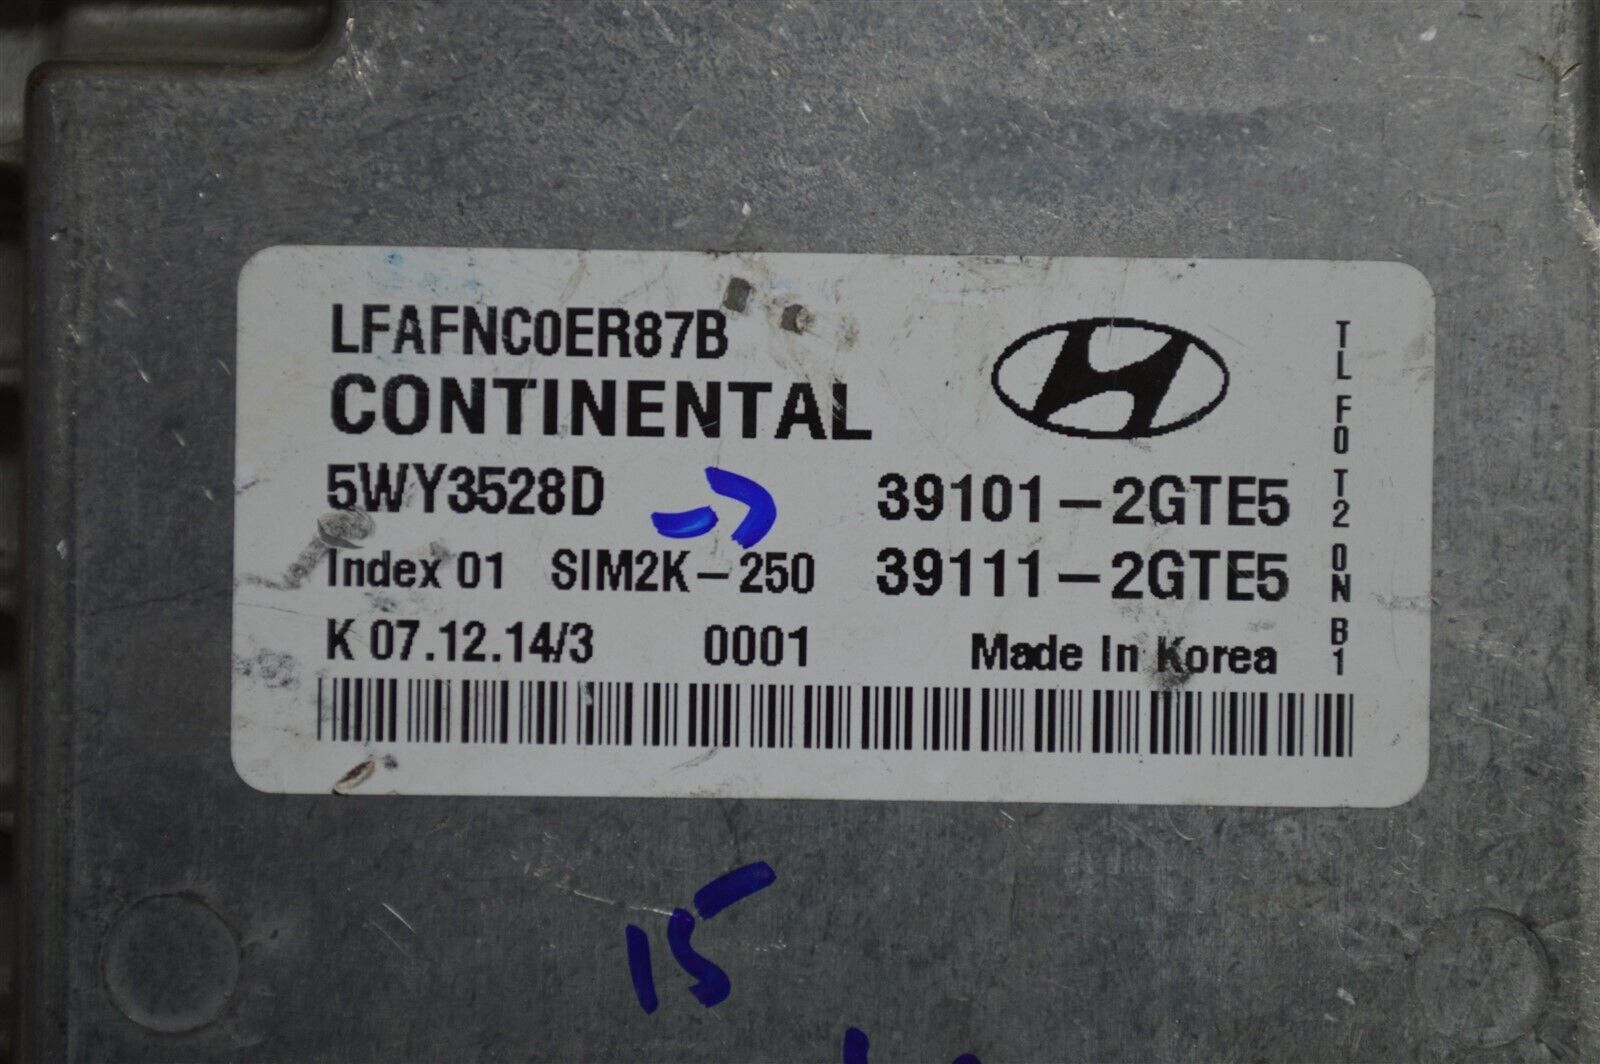 LFAFNC0ER87B
CONTINENTAL
5WY3528D 39101-2GTE5
Index 01 SIM2K-250 39111-2GTE5
K 07.12.14/3 0001 Made In Korea
TL F0 T2 0N B1
15